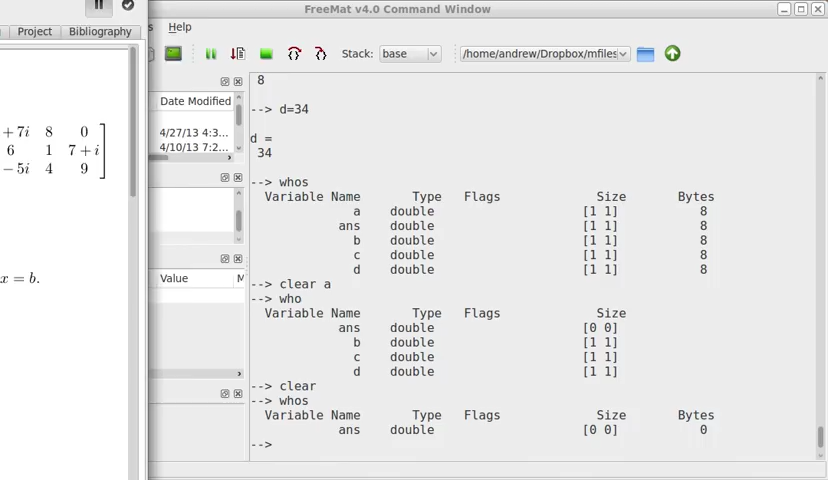 FreeMat v4.0 Command Window
Project Bibliography
Help
Stack: base /home/andrew/Dropbox/mfiles
+ 7i 8 0
6 1 7 + i
− 5i 4 9
x = b.
Date Modified
4/27/13 4:3...
4/10/13 7:2...
Value M
8
--> d=34
d =
34
--> whos
Variable Name Type Flags Size Bytes
a double [1 1] 8
ans double [1 1] 8
b double [1 1] 8
c double [1 1] 8
d double [1 1] 8
--> clear a
--> who
Variable Name Type Flags Size
ans double [0 0]
b double [1 1]
c double [1 1]
d double [1 1]
--> clear
--> whos
Variable Name Type Flags Size Bytes
ans double [0 0] 0
-->